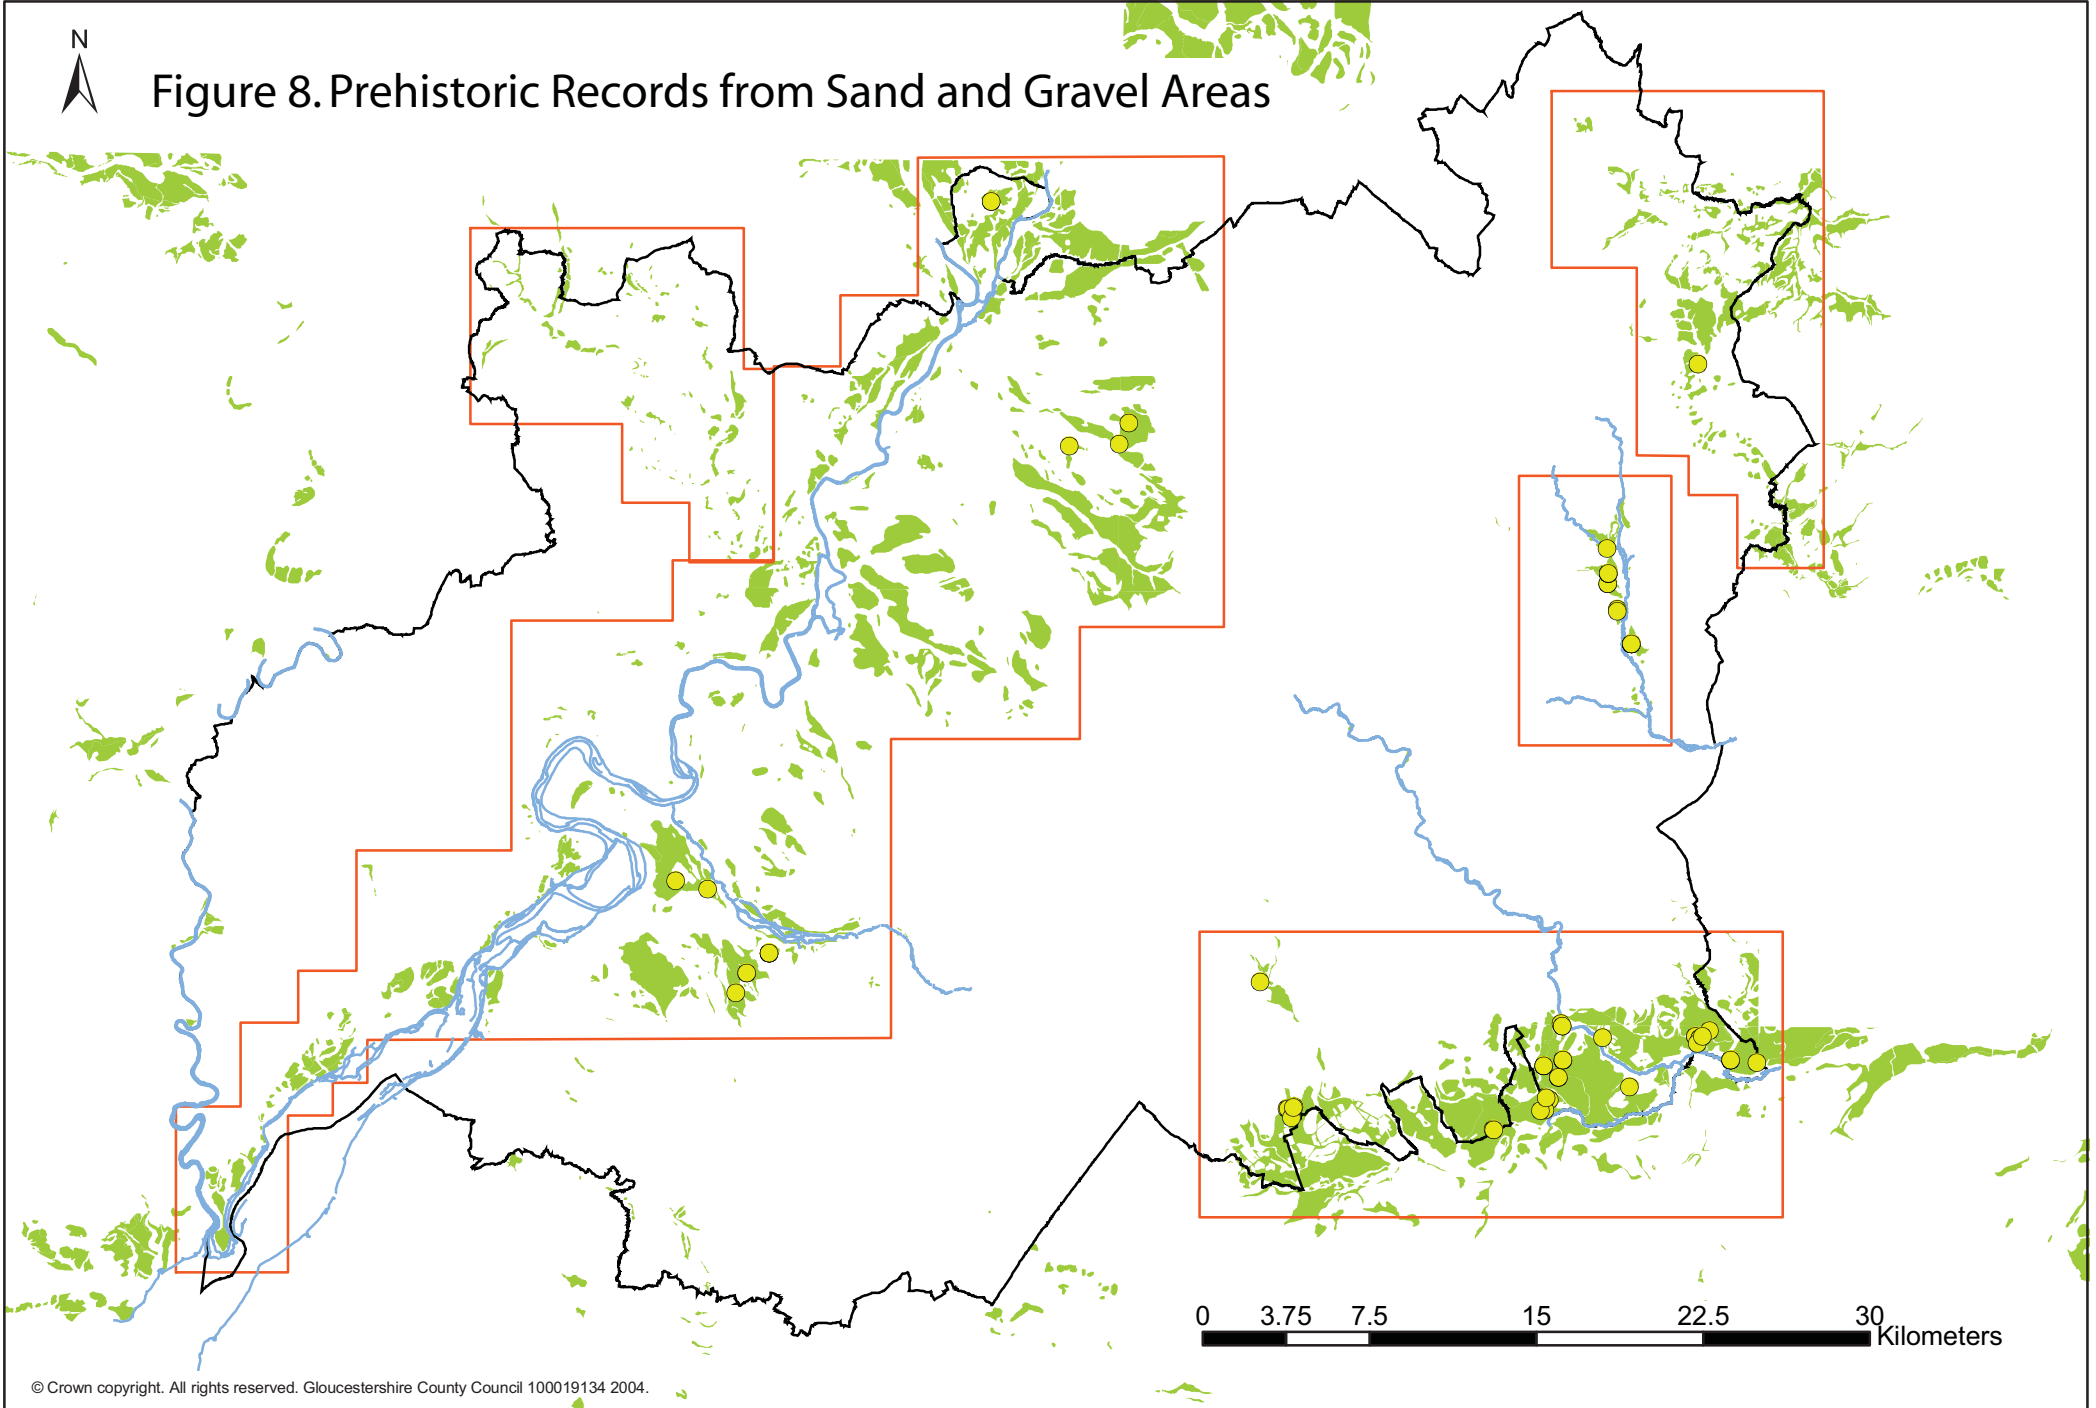 N
Figure 8. Prehistoric Records from Sand and Gravel Areas
0 3.75 7.5 15 22.5 30
Kilometers
© Crown copyright. All rights reserved. Gloucestershire County Council 100019134 2004.